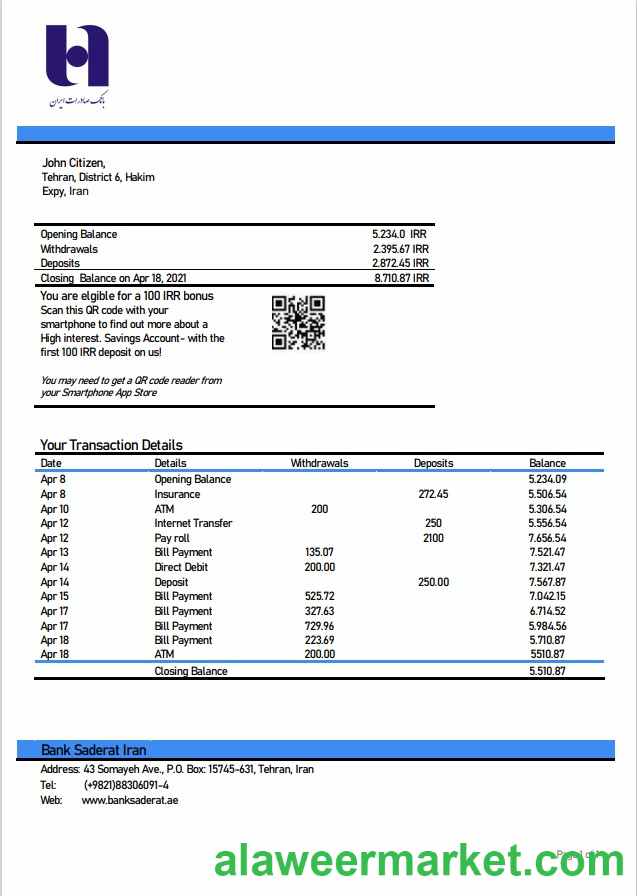 بانک صادرات ایران
John Citizen,
Tehran, District 6, Hakim
Expy, Iran
Opening Balance 5.234.0 IRR
Withdrawals 2.395.67 IRR
Deposits 2.872.45 IRR
Closing Balance on Apr 18, 2021 8.710.87 IRR
You are elgible for a 100 IRR bonus
Scan this QR code with your
smartphone to find out more about a
High interest. Savings Account- with the
first 100 IRR deposit on us!
You may need to get a QR code reader from
your Smartphone App Store
Your Transaction Details
Date Details Withdrawals Deposits Balance
Apr 8 Opening Balance 5.234.09
Apr 8 Insurance 272.45 5.506.54
Apr 10 ATM 200 5.306.54
Apr 12 Internet Transfer 250 5.556.54
Apr 12 Pay roll 2100 7.656.54
Apr 13 Bill Payment 135.07 7.521.47
Apr 14 Direct Debit 200.00 7.321.47
Apr 14 Deposit 250.00 7.567.87
Apr 15 Bill Payment 525.72 7.042.15
Apr 17 Bill Payment 327.63 6.714.52
Apr 17 Bill Payment 729.96 5.984.56
Apr 18 Bill Payment 223.69 5.710.87
Apr 18 ATM 200.00 5510.87
Closing Balance 5.510.87
Bank Saderat Iran
Address: 43 Somayeh Ave., P.O. Box: 15745-631, Tehran, Iran
Tel: (+9821)88306091-4
Web: www.banksaderat.ae
alaweermarket.com